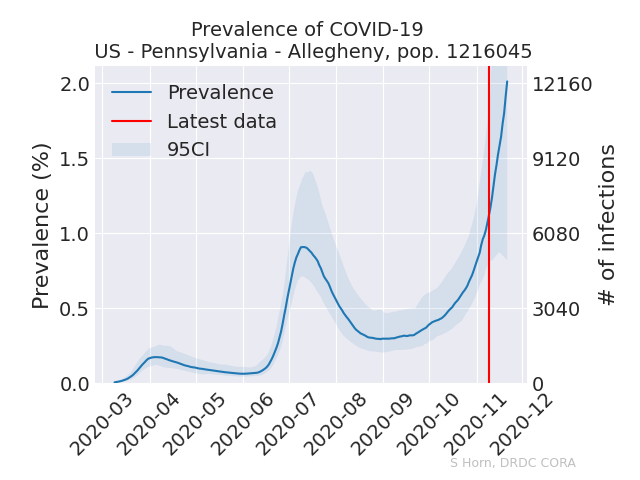 Prevalence of COVID-19
US - Pennsylvania - Allegheny, pop. 1216045
Prevalence
Latest data
95CI
Prevalence (%)
2.0
1.5
1.0
0.5
0.0
12160
9120
6080
3040
0
# of infections
2020-03
2020-04
2020-05
2020-06
2020-07
2020-08
2020-09
2020-10
2020-11
2020-12
S Horn, DRDC CORA